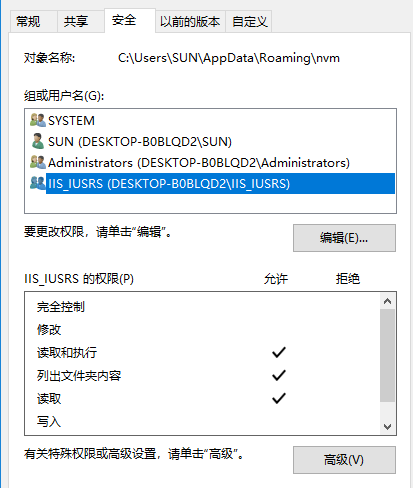 常规 共享 安全 以前的版本 自定义
对象名称: C:\Users\SUN\AppData\Roaming\nvm
组或用户名(G):
SYSTEM
SUN (DESKTOP-B0BLQD2\SUN)
Administrators (DESKTOP-B0BLQD2\Administrators)
IIS_IUSRS (DESKTOP-B0BLQD2\IIS_IUSRS)
要更改权限，请单击"编辑"。 编辑(E)...
IIS_IUSRS 的权限(P) 允许 拒绝
完全控制
修改
读取和执行
列出文件夹内容
读取
写入
有关特殊权限或高级设置，请单击"高级"。 高级(V)